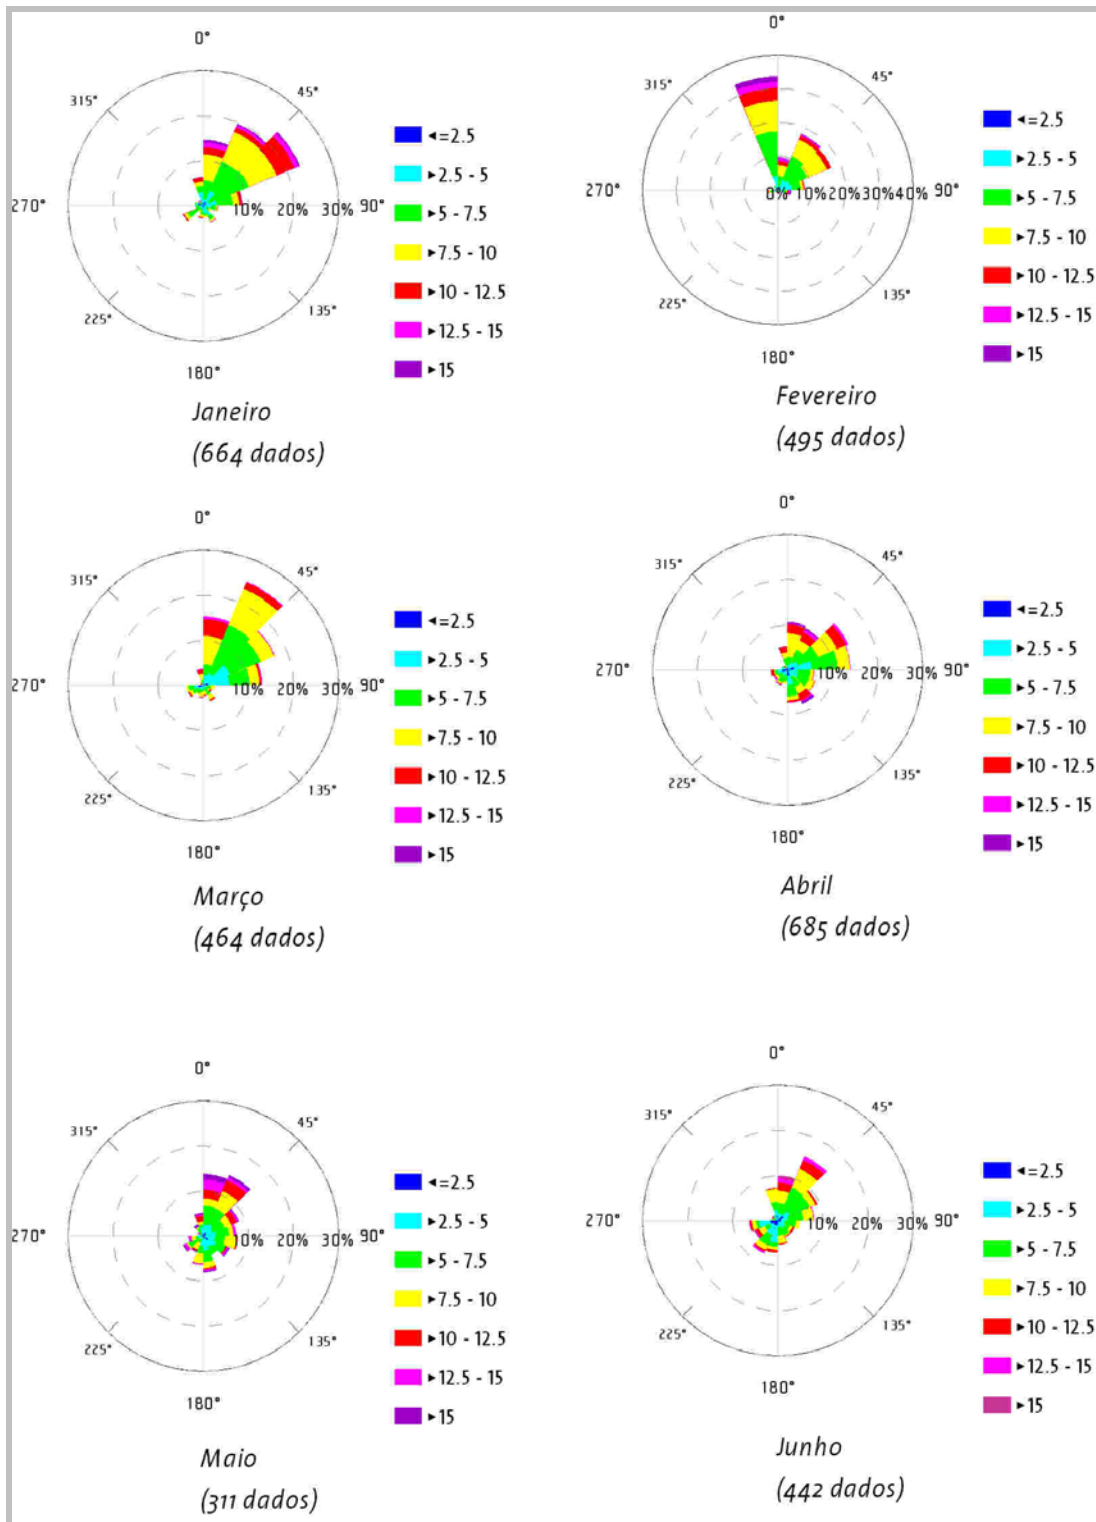 0°
315°
45°
270°
10% 20% 30% 90°
225°
135°
180°
◄=2.5
►2.5 - 5
►5 - 7.5
►7.5 - 10
►10 - 12.5
►12.5 - 15
►15
Janeiro
(664 dados)
0°
315°
45°
270°
0% 10% 20% 30% 40% 90°
225°
135°
180°
◄=2.5
►2.5 - 5
►5 - 7.5
►7.5 - 10
►10 - 12.5
►12.5 - 15
►15
Fevereiro
(495 dados)
0°
315°
45°
270°
10% 20% 30% 90°
225°
135°
180°
◄=2.5
►2.5 - 5
►5 - 7.5
►7.5 - 10
►10 - 12.5
►12.5 - 15
►15
Março
(464 dados)
0°
315°
45°
270°
10% 20% 30% 90°
225°
135°
180°
◄=2.5
►2.5 - 5
►5 - 7.5
►7.5 - 10
►10 - 12.5
►12.5 - 15
►15
Abril
(685 dados)
0°
315°
45°
270°
10% 20% 30% 90°
225°
135°
180°
◄=2.5
►2.5 - 5
►5 - 7.5
►7.5 - 10
►10 - 12.5
►12.5 - 15
►15
Maio
(311 dados)
0°
315°
45°
270°
10% 20% 30% 90°
225°
135°
180°
◄=2.5
►2.5 - 5
►5 - 7.5
►7.5 - 10
►10 - 12.5
►12.5 - 15
►15
Junho
(442 dados)